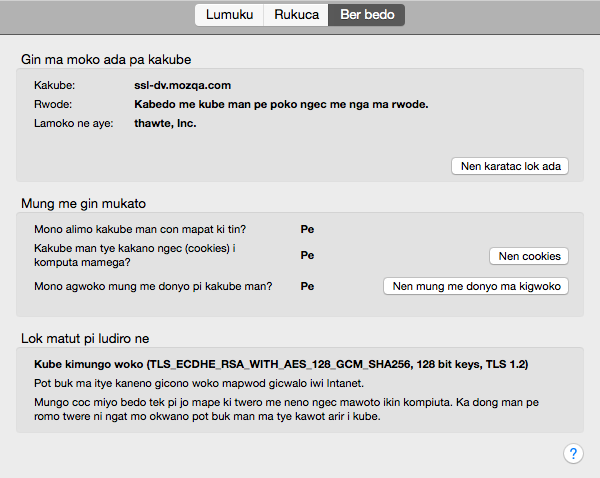 Lumuku Rukuca Ber bedo
Gin ma moko ada pa kakube
Kakube: ssl-dv.mozqa.com
Rwode: Kabedo me kube man pe poko ngec me nga ma rwode.
Lamoko ne aye: thawte, Inc.
Nen karatac lok ada
Mung me gin mukato
Mono alimo kakube man con mapat ki tin? Pe
Kakube man tye kakano ngec (cookies) i
komputa mamega? Pe Nen cookies
Mono agwoko mung me donyo pi kakube man? Pe Nen mung me donyo ma kigwoko
Lok matut pi ludiro ne
Kube kimungo woko (TLS_ECDHE_RSA_WITH_AES_128_GCM_SHA256, 128 bit keys, TLS 1.2)
Pot buk ma itye kaneno gicono woko mapwod gicwalo iwi Intanet.
Mungo coc miyo bedo tek pi jo mape ki twero me neno ngec mawoto ikin kompiuta. Ka dong man pe
romo twere ni ngat mo okwano pot buk man ma tye kawot arir i kube.
?